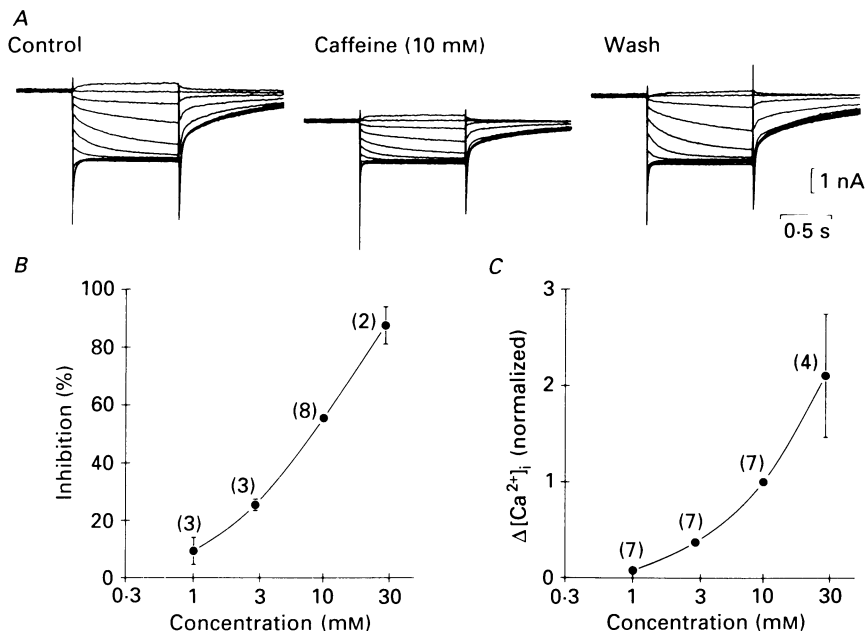 A
Control
Caffeine (10 mM)
Wash
1 nA
0·5 s
B
100
80
60
40
20
0
Inhibition (%)
(3)
(3)
(8)
(2)
0·3
1
3
10
30
Concentration (mM)
C
3
2
1
0
Δ[Ca²⁺]ᵢ (normalized)
(7)
(7)
(7)
(4)
0·3
1
3
10
30
Concentration (mM)